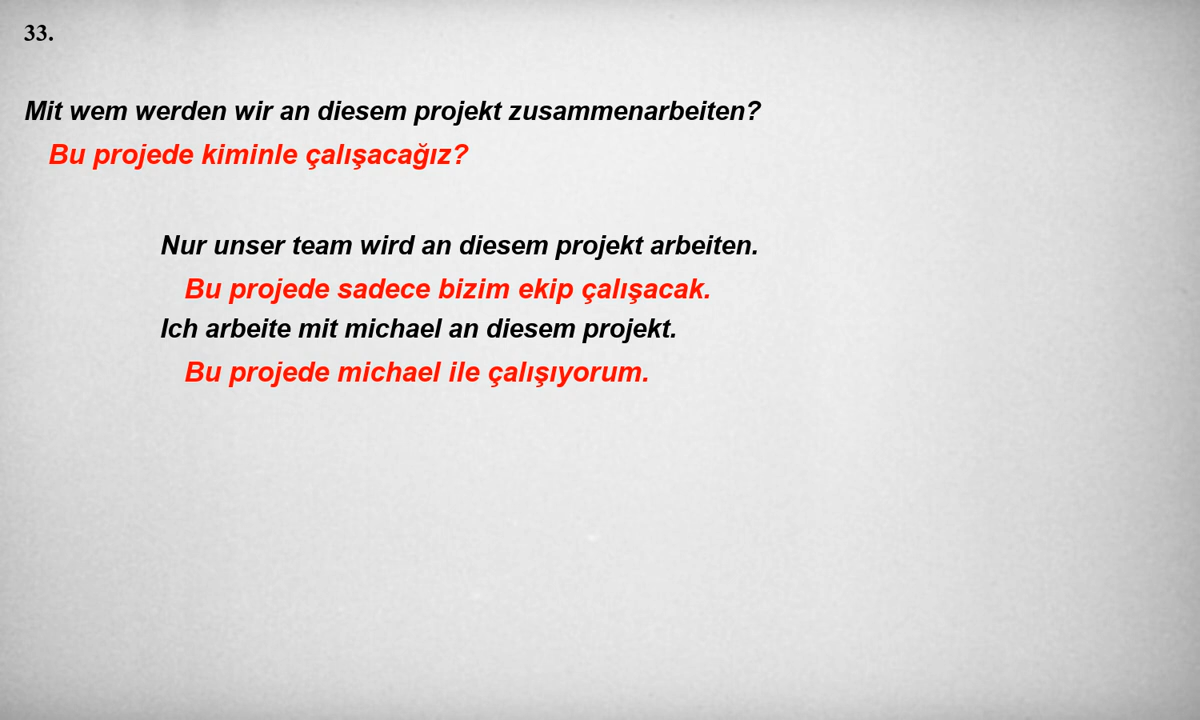 33.
Mit wem werden wir an diesem projekt zusammenarbeiten?
Bu projede kiminle çalışacağız?
Nur unser team wird an diesem projekt arbeiten.
Bu projede sadece bizim ekip çalışacak.
Ich arbeite mit michael an diesem projekt.
Bu projede michael ile çalışıyorum.